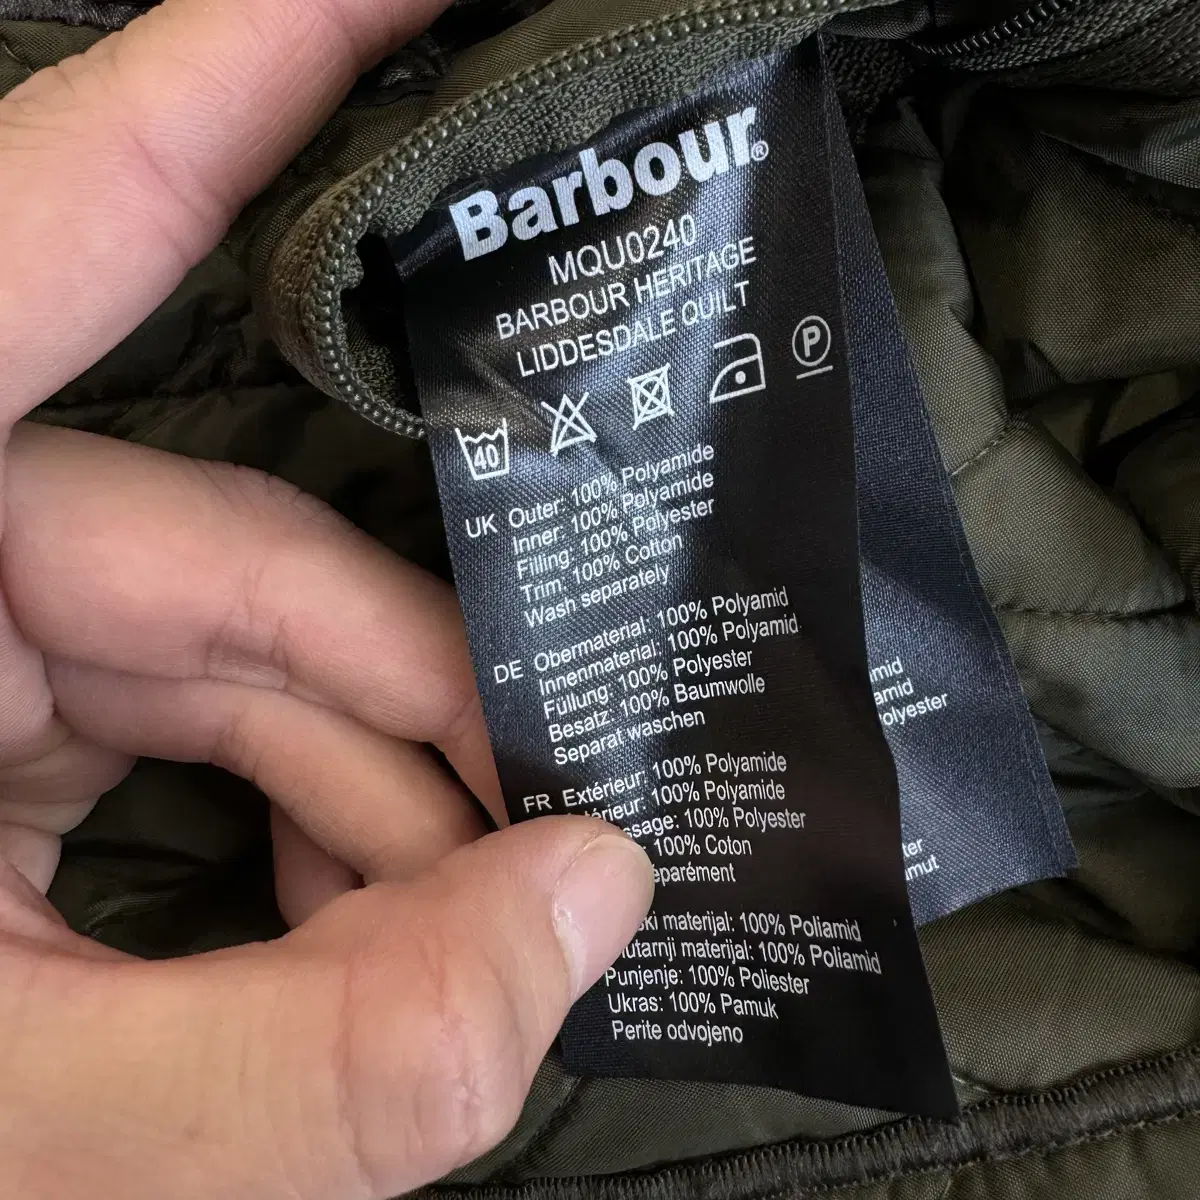 Barbour®
MQU0240
BARBOUR HERITAGE
LIDDESDALE QUILT
40
P
UK Outer: 100% Polyamide
Inner: 100% Polyamide
Filling: 100% Polyester
Trim: 100% Cotton
Wash separately
DE Obermaterial: 100% Polyamid
Innenmaterial: 100% Polyamid
Füllung: 100% Polyester
Besatz: 100% Baumwolle
Separat waschen
FR Extérieur: 100% Polyamide
100% Polyamide
100% Polyester
100% Coton
materijal: 100% Poliamid
materijal: 100% Poliamid
Punjenje: 100% Poliester
Ukras: 100% Pamuk
Perite odvojeno